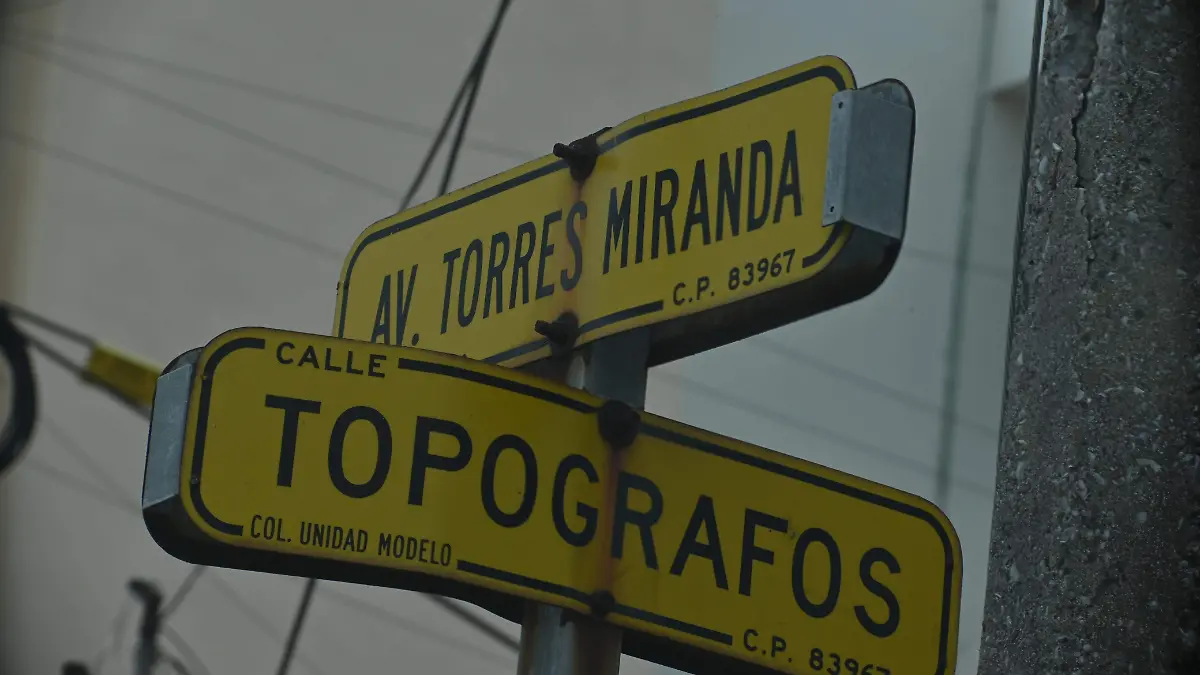 AV. TORRES MIRANDA
C.P. 83967
CALLE
TOPOGRAFOS
COL. UNIDAD MODELO
C.P. 83967